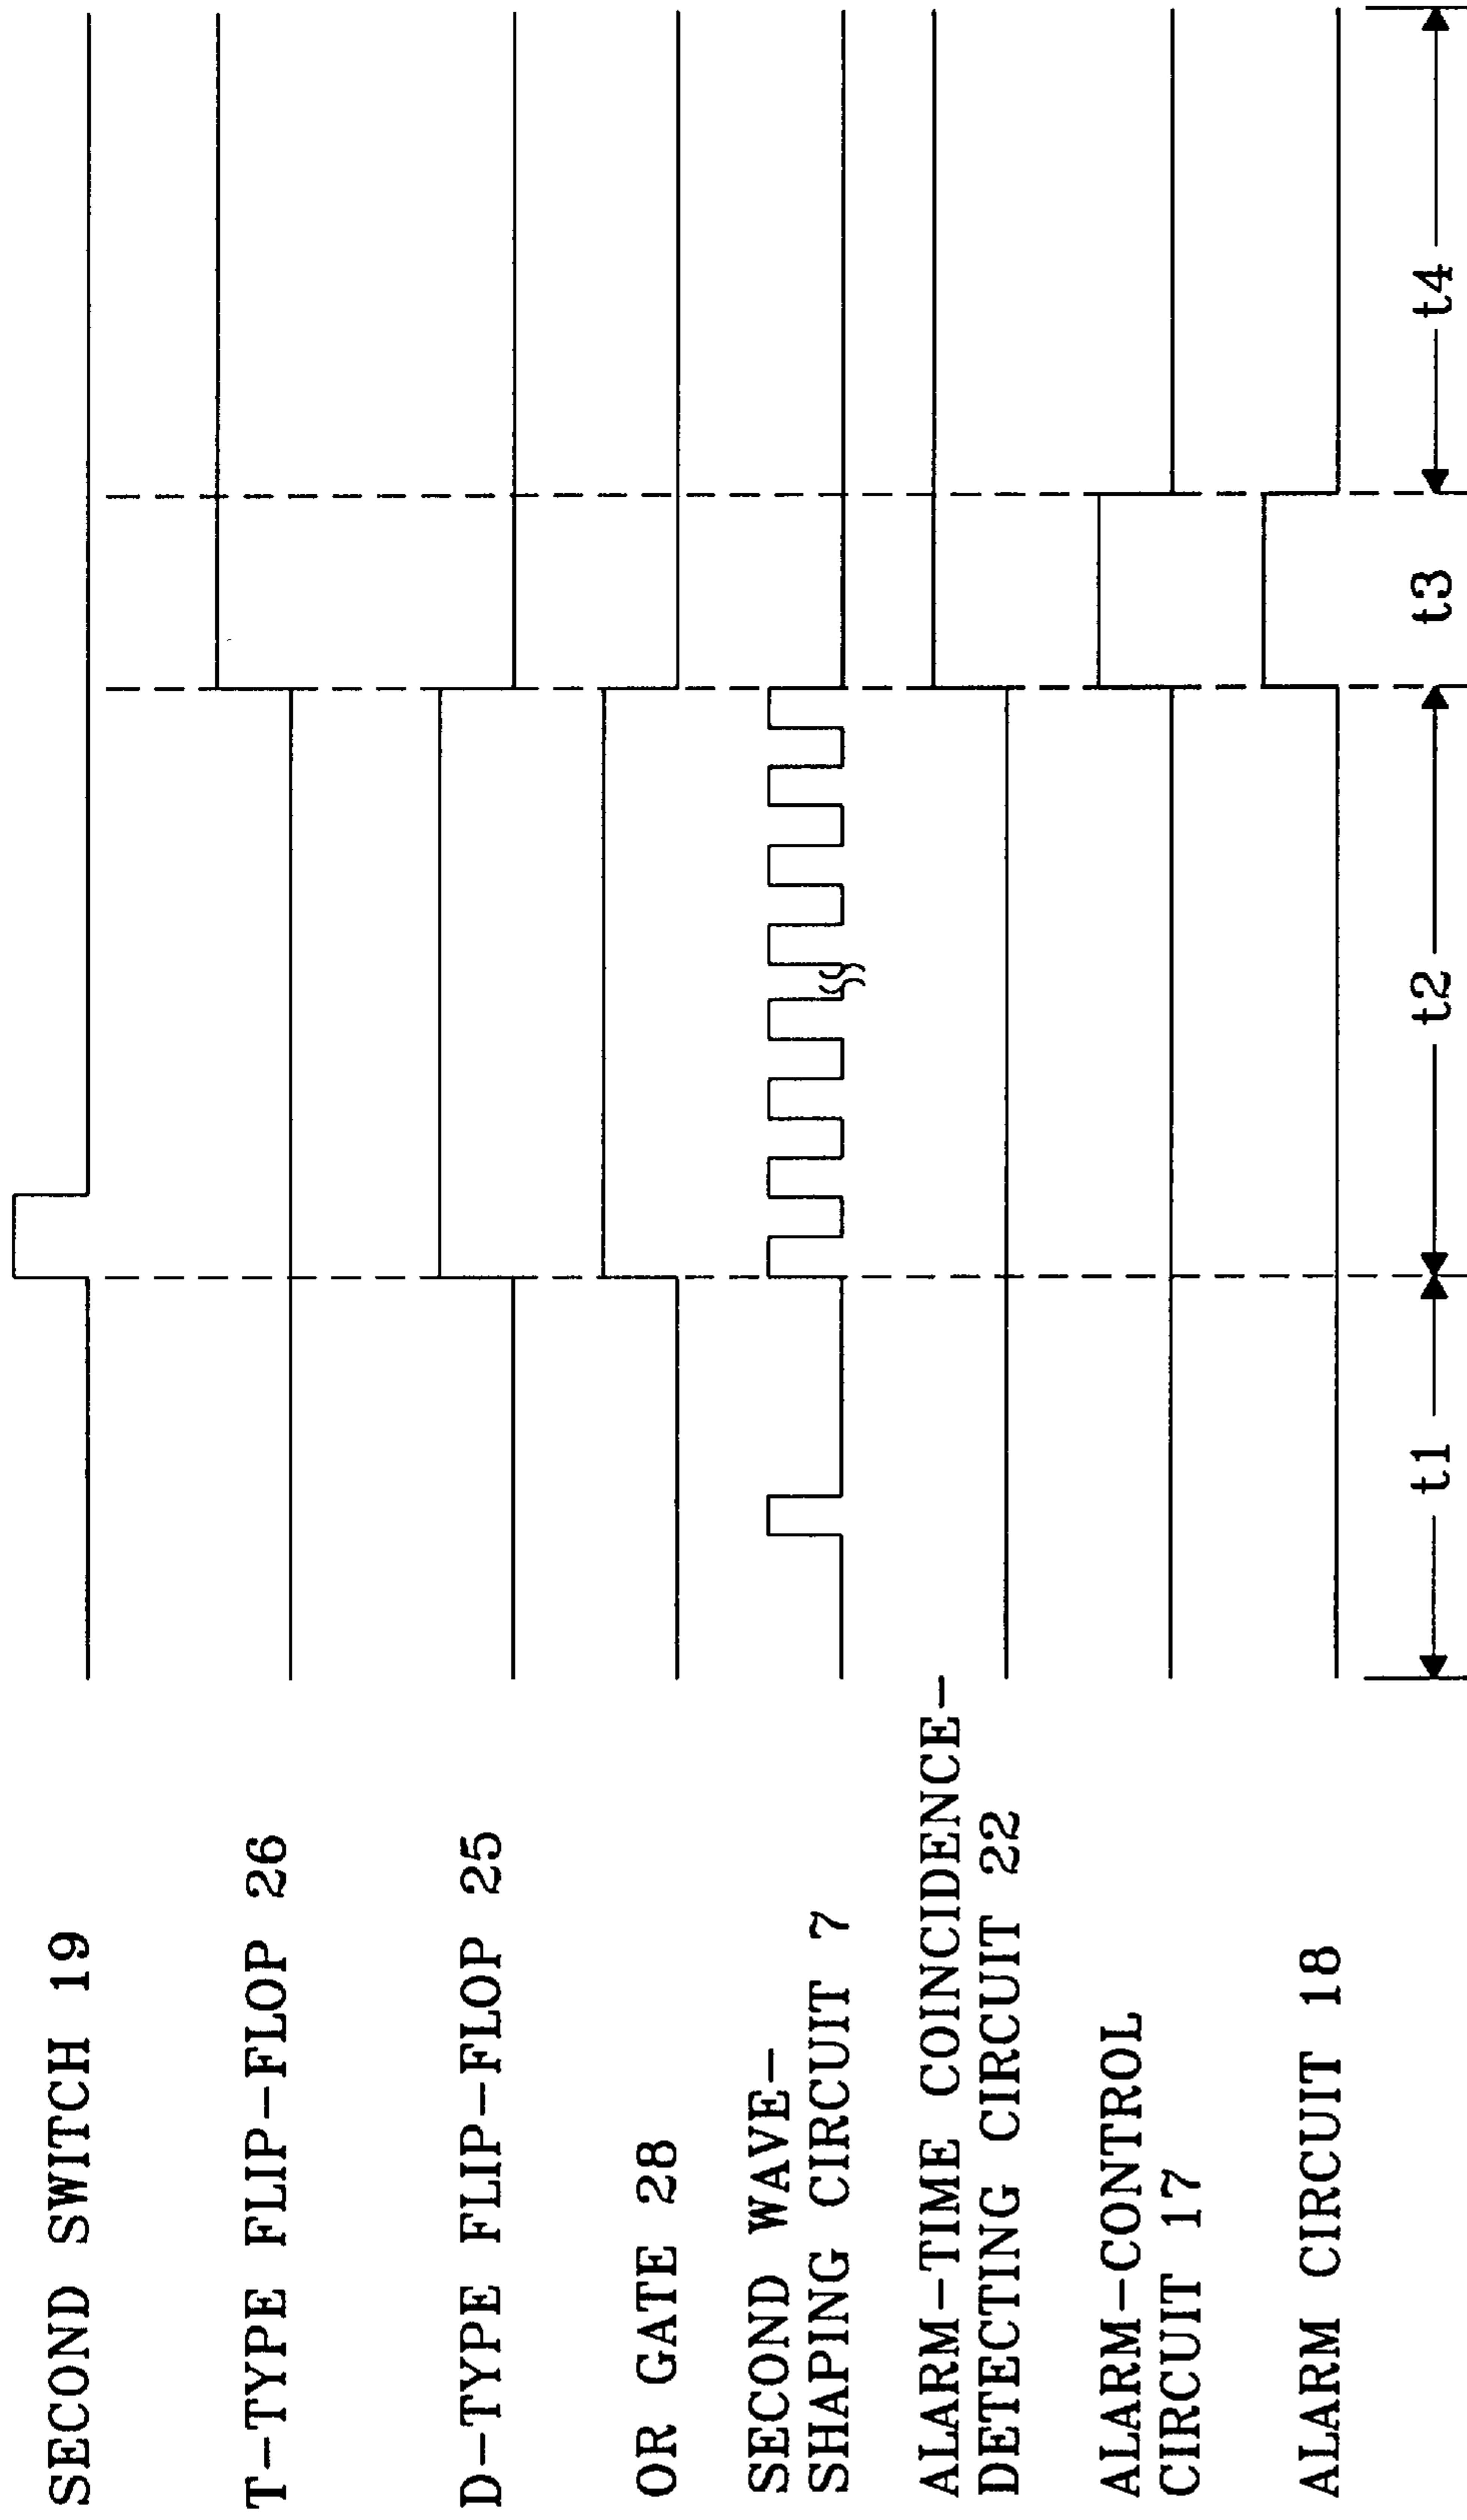 SECOND SWITCH 19
T-TYPE FLIP-FLOP 26
D-TYPE FLIP-FLOP 25
OR GATE 28
SECOND WAVE-
SHAPING CIRCUIT 7
ALARM-TIME COINCIDENCE-
DETECTING CIRCUIT 22
ALARM-CONTROL
CIRCUIT 17
ALARM CIRCUIT 18
t1 t2 t3 t4